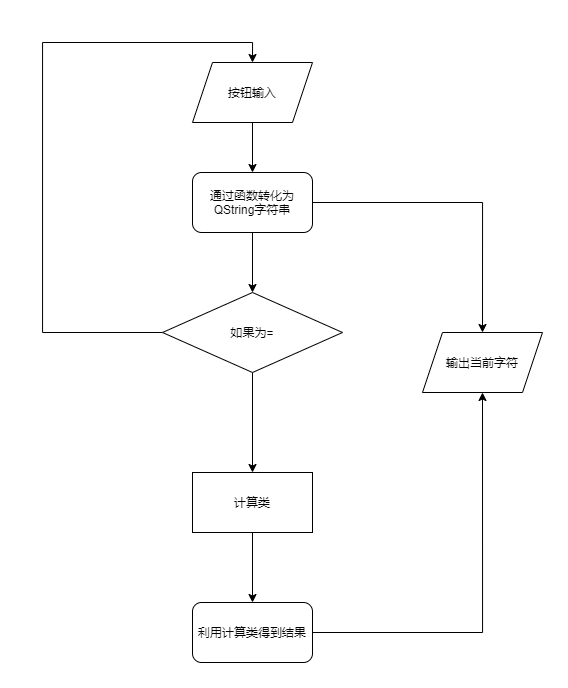 按钮输入
通过函数转化为
QString字符串
如果为=
输出当前字符
计算类
利用计算类得到结果